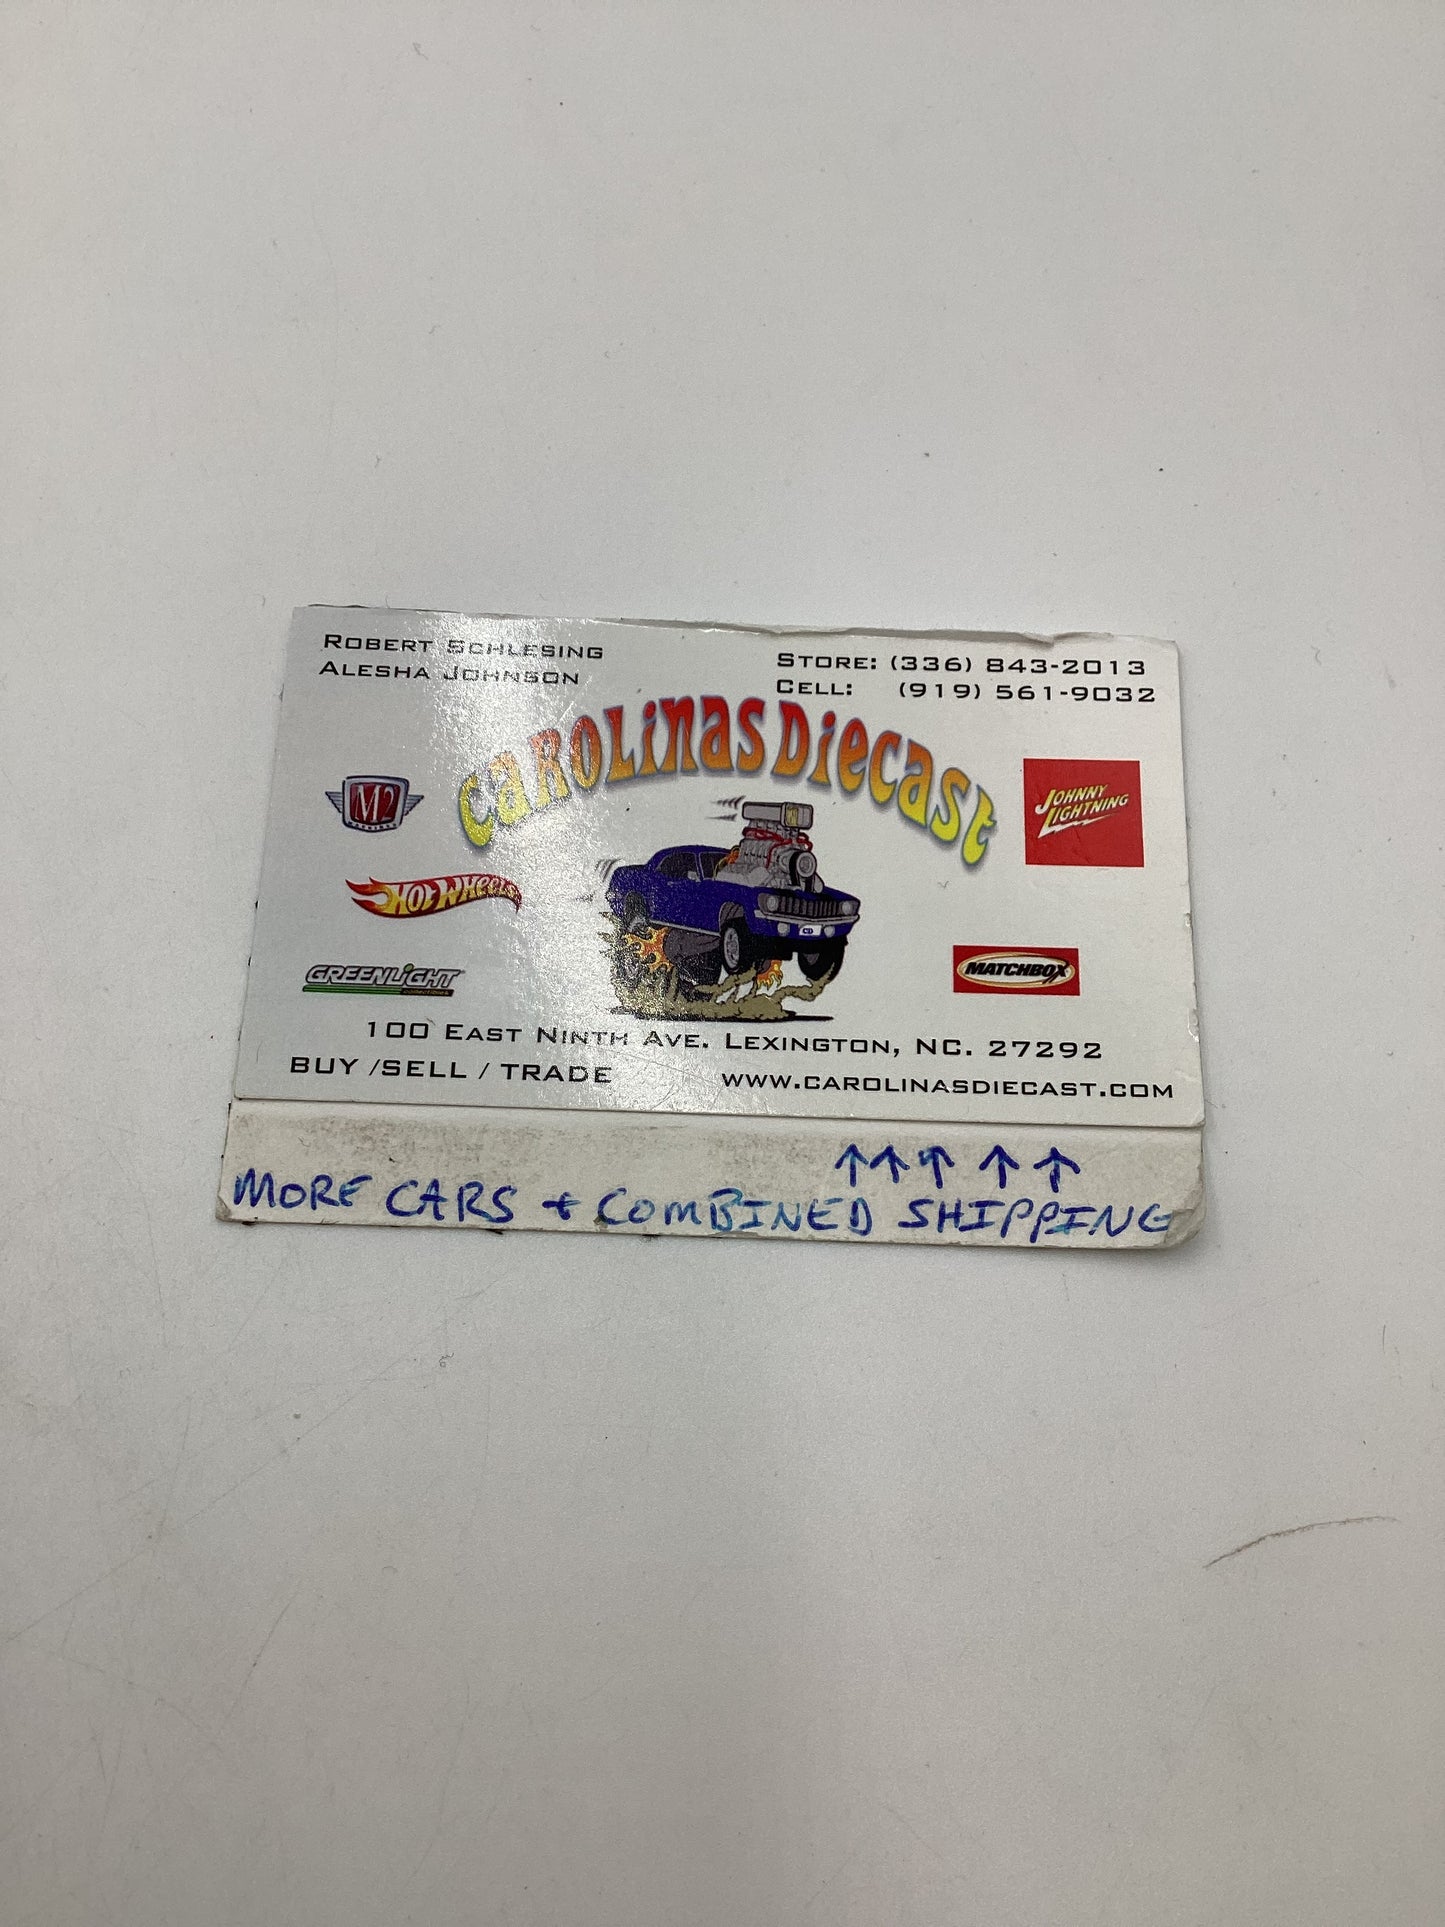 ROBERT SCHLESING
ALESHA JOHNSON
STORE: (336) 843-2013
CELL: (919) 561-9032
CAROLINAS DIECAST
M2
MACHINES
JOHNNY
LIGHTNING
HOT WHEELS
GREENLIGHT
MATCHBOX
CD
100 EAST NINTH AVE. LEXINGTON, NC. 27292
BUY /SELL / TRADE
WWW.CAROLINASDIECAST.COM
↑↑↑↑↑
MORE CARS + COMBINED SHIPPING